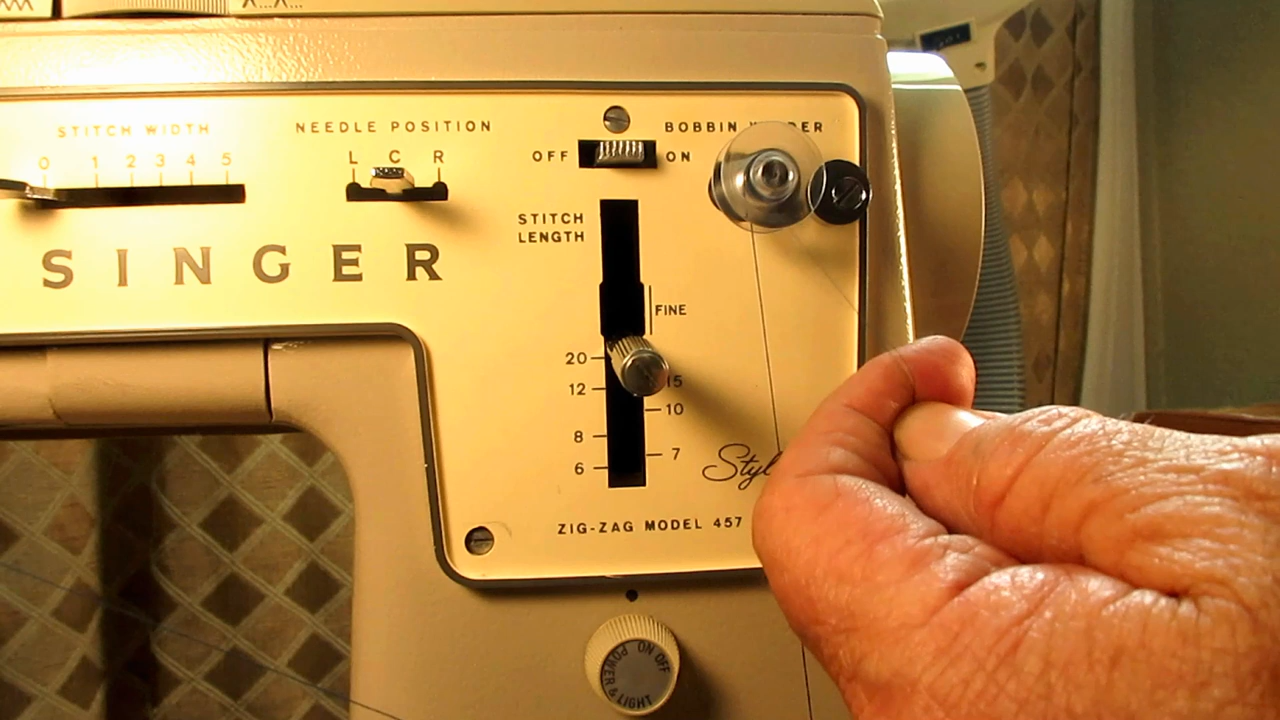 STITCH WIDTH
0 1 2 3 4 5
NEEDLE POSITION
L C R
BOBBIN
OFF ON
STITCH
LENGTH
SINGER
FINE
20
15
12
10
8
7
6
ZIG-ZAG MODEL 457
ON OFF
POWER & LIGHT